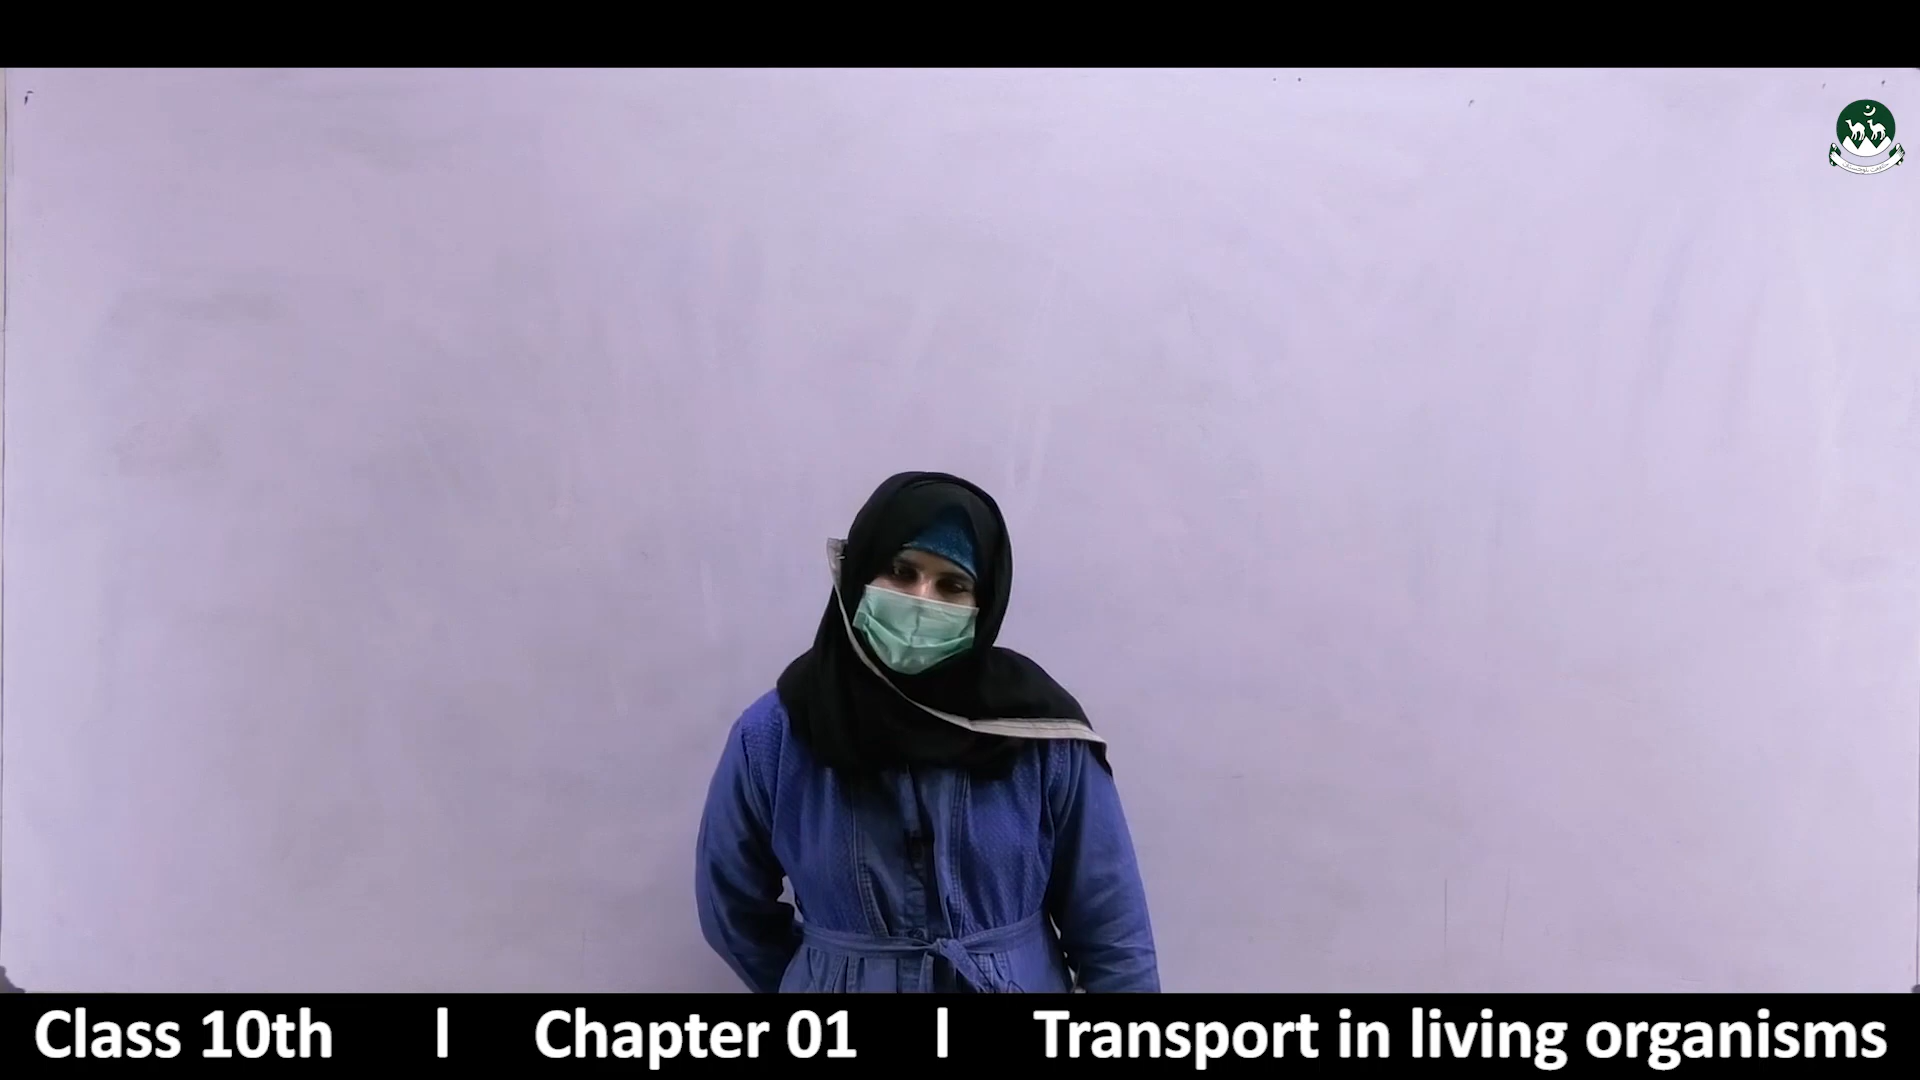 Class 10th | Chapter 01 | Transport in living organisms